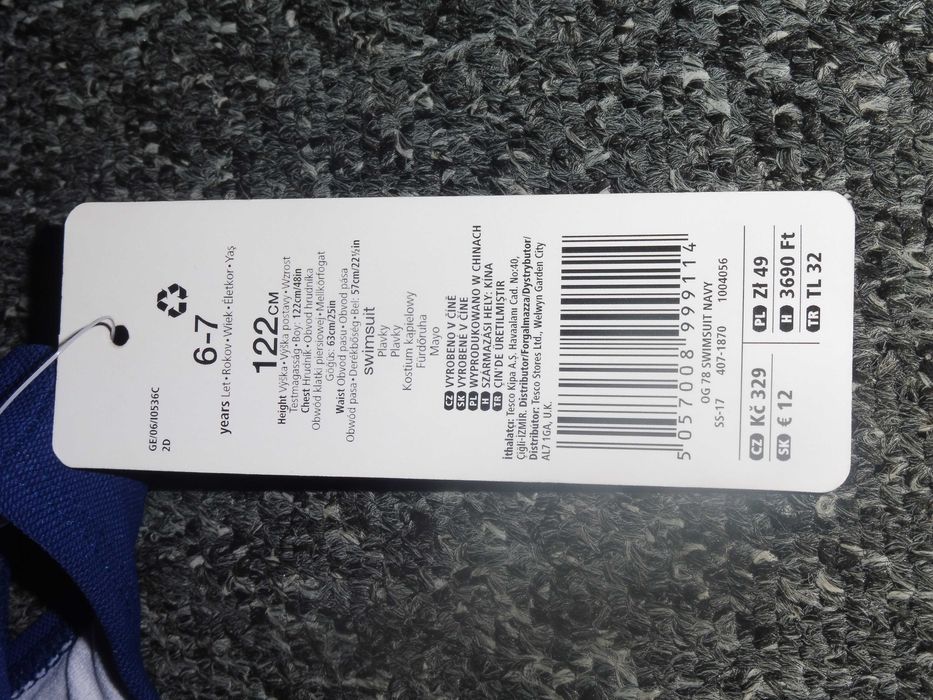 GE/06/I0536C
2D
6-7
years Let•Rokov•Wiek•Életkor•Yaş
122CM
Height Výška•Výška postavy•Wzrost
Testmagasság•Boy: 122cm/48in
Chest Hrudník•Obvod hrudníka
Obwód klatki piersiowej•Mellkörfogat
Göğüs: 63cm/25in
Waist Obvod pasu•Obvod pása
Obwód pasa•Derékbőség•Bel: 57cm/22½in
swimsuit
Plavky
Plavky
Kostium kąpielowy
Fürdőruha
Mayo
CZ VYROBENO V ČÍNĚ
SK VYROBENÉ V ČÍNE
PL WYPRODUKOWANO W CHINACH
H SZÁRMAZÁSI HELY: KÍNA
TR ÇİN'DE ÜRETİLMİŞTİR
İthalatçı: Tesco Kipa A.Ş. Havaalanı Cad. No:40,
Çiğli-İZMİR. Distributor/Forgalmazza/Dystrybutor/
Distribütör: Tesco Stores Ltd., Welwyn Garden City
AL7 1GA, U.K.
5 057008 999114
OG 78 SWIMSUIT NAVY
SS-17 407-1870 1004056
CZ Kč 329 PL Zł 49
SK € 12 H 3690 Ft
TR TL 32